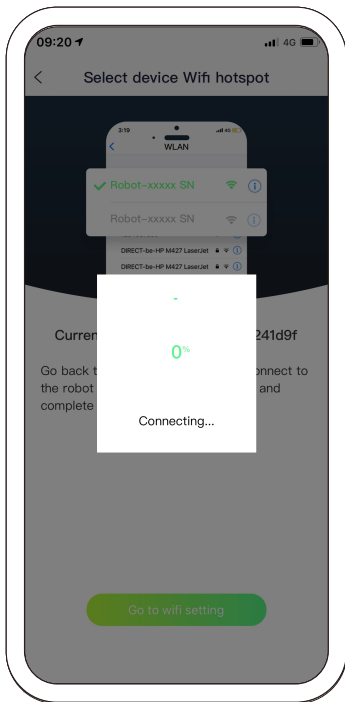 09:20
4G
Select device Wifi hotspot
3:19
4G
WLAN
Robot-xxxxx SN
Robot-xxxxx SN
DIRECT-be-HP M427 LaserJet
DIRECT-be-HP M427 LaserJet
Curren 241d9f
0%
Go back t onnect to
the robot and
complete
Connecting...
Go to wifi setting